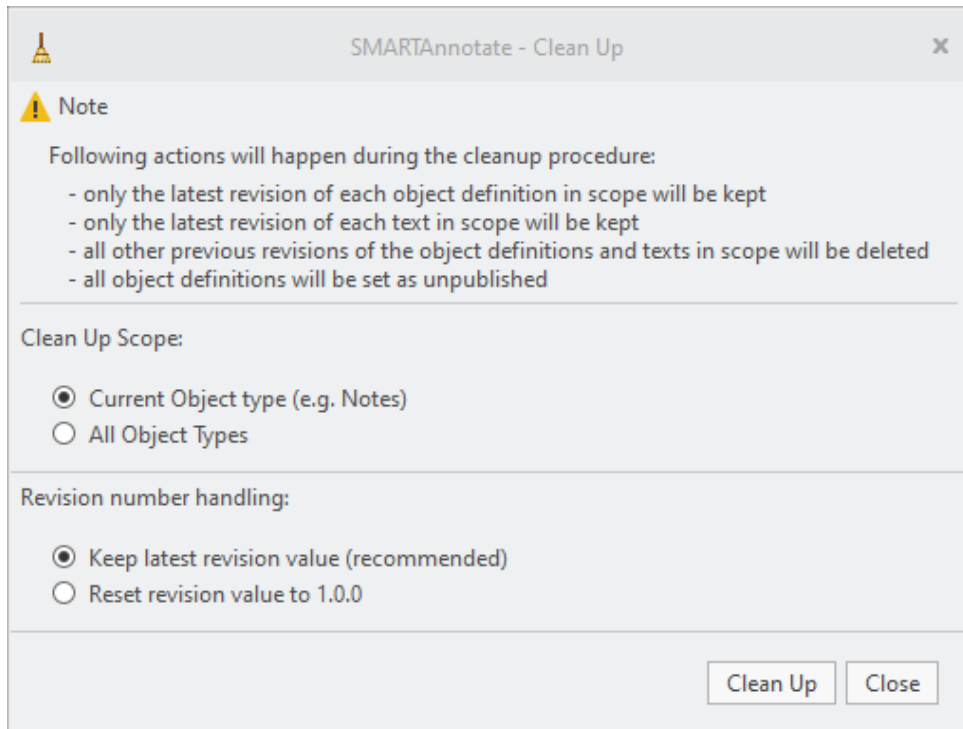 SMARTAnnotate - Clean Up
Note
Following actions will happen during the cleanup procedure:
- only the latest revision of each object definition in scope will be kept
- only the latest revision of each text in scope will be kept
- all other previous revisions of the object definitions and texts in scope will be deleted
- all object definitions will be set as unpublished
Clean Up Scope:
Current Object type (e.g. Notes)
All Object Types
Revision number handling:
Keep latest revision value (recommended)
Reset revision value to 1.0.0
Clean Up Close